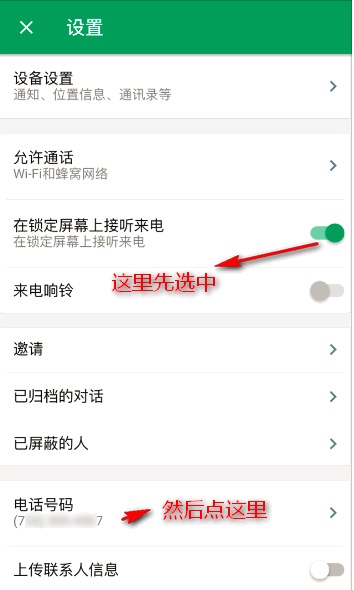 设置
设备设置
通知、位置信息、通讯录等
允许通话
Wi-Fi和蜂窝网络
在锁定屏幕上接听来电
在锁定屏幕上接听来电
这里先选中
来电响铃
邀请
已归档的对话
已屏蔽的人
电话号码
(7 7
然后点这里
上传联系人信息